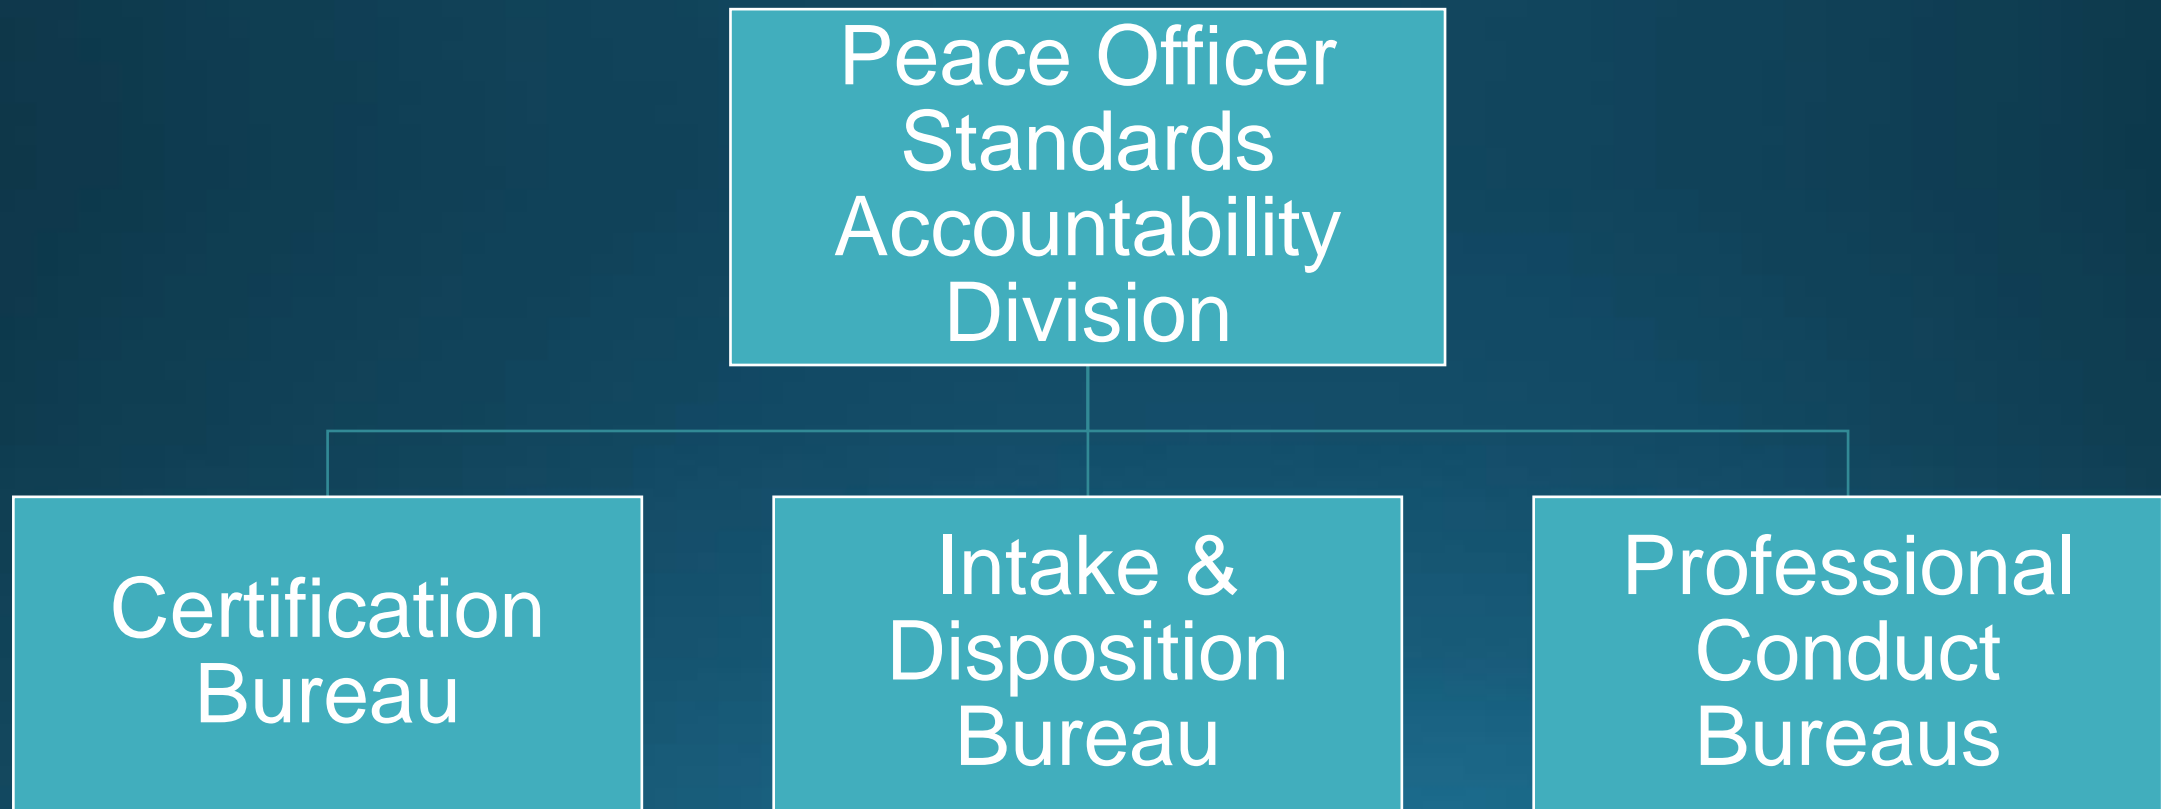 Peace Officer
Standards
Accountability
Division
Certification
Bureau
Intake &
Disposition
Bureau
Professional
Conduct
Bureaus